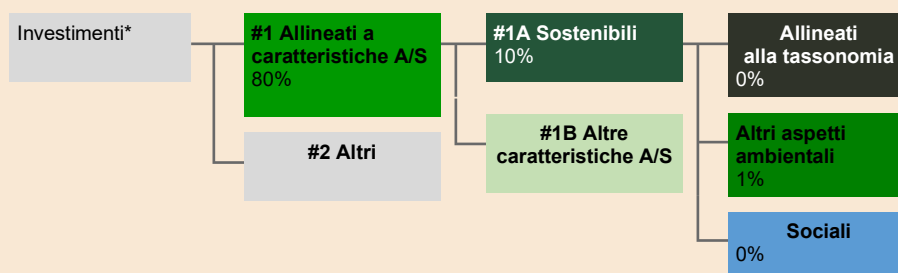 Investimenti*
#1 Allineati a
caratteristiche A/S
80%
#2 Altri
#1A Sostenibili
10%
#1B Altre
caratteristiche A/S
Allineati
alla tassonomia
0%
Altri aspetti
ambientali
1%
Sociali
0%